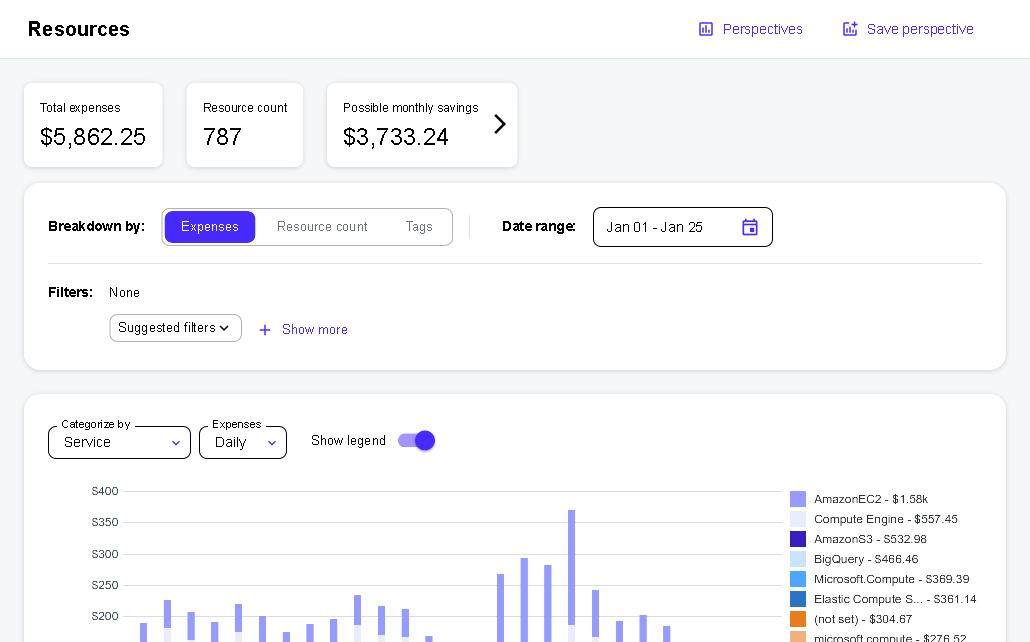 Resources
Perspectives
Save perspective
Total expenses
$5,862.25
Resource count
787
Possible monthly savings
$3,733.24
Breakdown by:
Expenses
Resource count
Tags
Date range:
Jan 01 - Jan 25
Filters:
None
Suggested filters
Show more
Categorize by
Service
Expenses
Daily
Show legend
$400
$350
$300
$250
$200
AmazonEC2 - $1.58k
Compute Engine - $557.45
AmazonS3 - $532.98
BigQuery - $466.46
Microsoft.Compute - $369.39
Elastic Compute S... - $361.14
(not set) - $304.67
microsoft.compute - $276.52